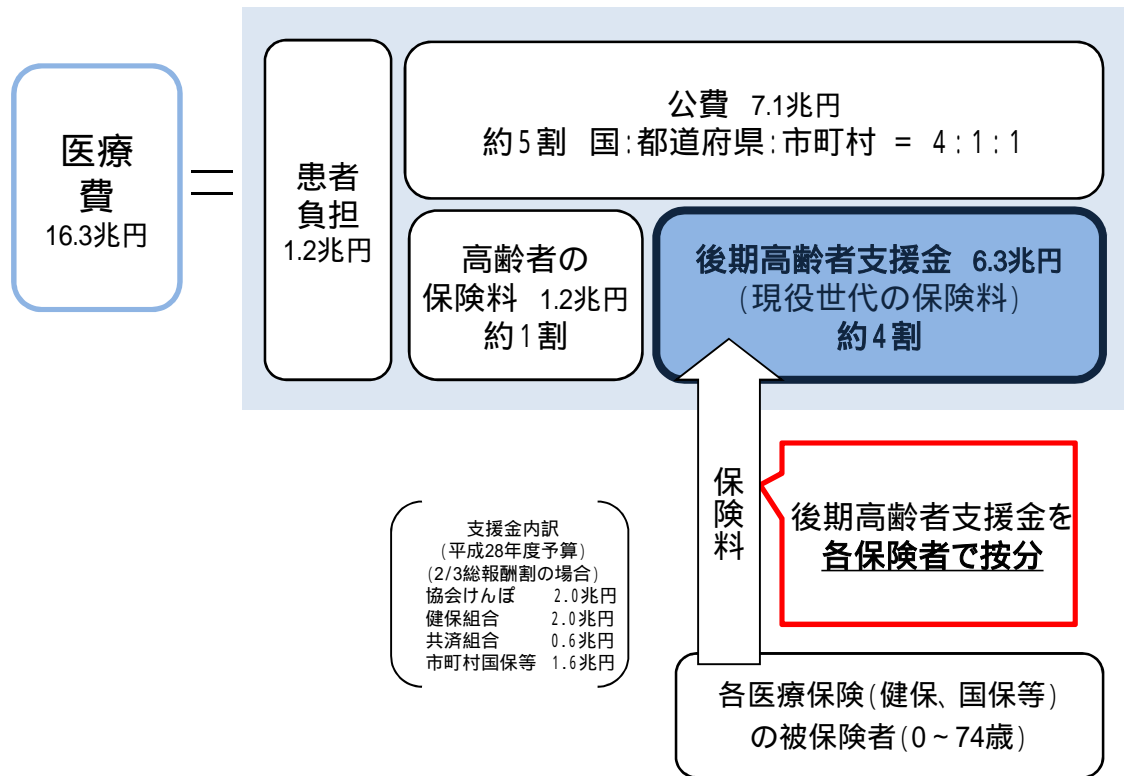 医療
費
16.3兆円
＝
患者
負担
1.2兆円
公費 7.1兆円
約5割 国:都道府県:市町村 = 4:1:1
高齢者の
保険料 1.2兆円
約1割
後期高齢者支援金 6.3兆円
(現役世代の保険料)
約4割
保険料
後期高齢者支援金を
各保険者で按分
支援金内訳
(平成28年度予算)
(2/3総報酬割の場合)
協会けんぽ 2.0兆円
健保組合 2.0兆円
共済組合 0.6兆円
市町村国保等 1.6兆円
各医療保険(健保、国保等)
の被保険者(0~74歳)